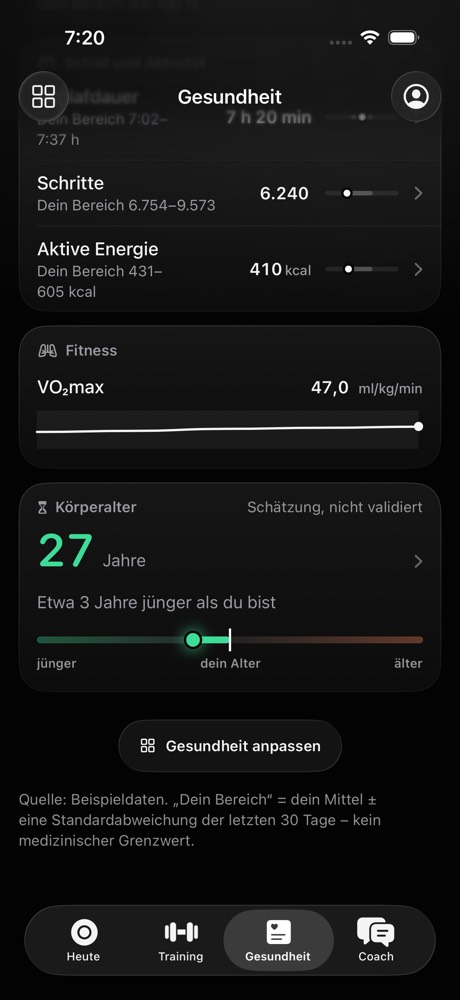 7:20
Gesundheit
Dein Bereich 7:02–
7:37 h
7 h 20 min
Schritte
Dein Bereich 6.754–9.573
6.240
Aktive Energie
Dein Bereich 431–
605 kcal
410 kcal
Fitness
VO₂max
47,0 ml/kg/min
Körperalter
Schätzung, nicht validiert
27 Jahre
Etwa 3 Jahre jünger als du bist
jünger
dein Alter
älter
Gesundheit anpassen
Quelle: Beispieldaten. „Dein Bereich“ = dein Mittel ±
eine Standardabweichung der letzten 30 Tage – kein
medizinischer Grenzwert.
Heute
Training
Gesundheit
Coach